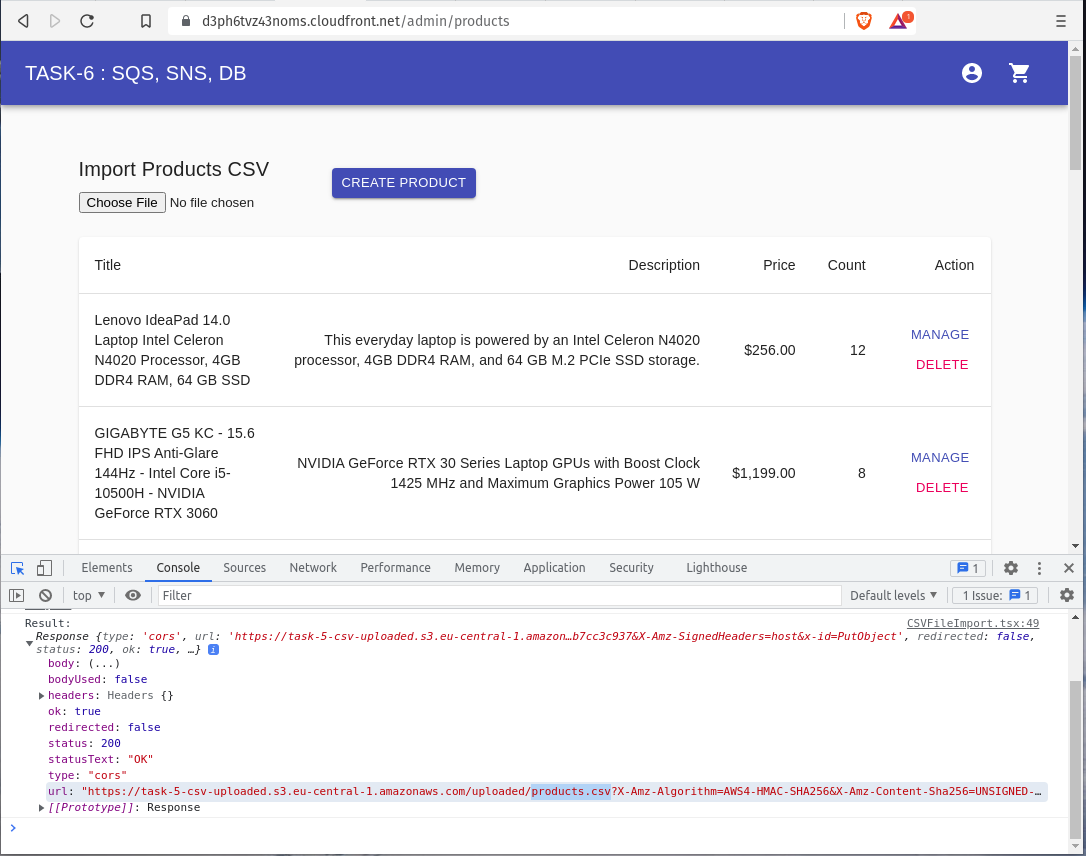 d3ph6tvz43noms.cloudfront.net/admin/products
1
TASK-6 : SQS, SNS, DB
Import Products CSV
Choose File No file chosen
CREATE PRODUCT
Title Description Price Count Action
Lenovo IdeaPad 14.0
Laptop Intel Celeron
N4020 Processor, 4GB
DDR4 RAM, 64 GB SSD
This everyday laptop is powered by an Intel Celeron N4020
processor, 4GB DDR4 RAM, and 64 GB M.2 PCIe SSD storage.
$256.00
12
MANAGE
DELETE
GIGABYTE G5 KC - 15.6
FHD IPS Anti-Glare
144Hz - Intel Core i5-
10500H - NVIDIA
GeForce RTX 3060
NVIDIA GeForce RTX 30 Series Laptop GPUs with Boost Clock
1425 MHz and Maximum Graphics Power 105 W
$1,199.00
8
MANAGE
DELETE
Elements Console Sources Network Performance Memory Application Security Lighthouse 1
top Filter Default levels 1 Issue: 1
Result: CSVFileImport.tsx:49
Response {type: 'cors', url: 'https://task-5-csv-uploaded.s3.eu-central-1.amazon…b7cc3c937&X-Amz-SignedHeaders=host&x-id=PutObject', redirected: false,
status: 200, ok: true, …} i
body: (...)
bodyUsed: false
headers: Headers {}
ok: true
redirected: false
status: 200
statusText: "OK"
type: "cors"
url: "https://task-5-csv-uploaded.s3.eu-central-1.amazonaws.com/uploaded/products.csv?X-Amz-Algorithm=AWS4-HMAC-SHA256&X-Amz-Content-Sha256=UNSIGNED-…
[[Prototype]]: Response